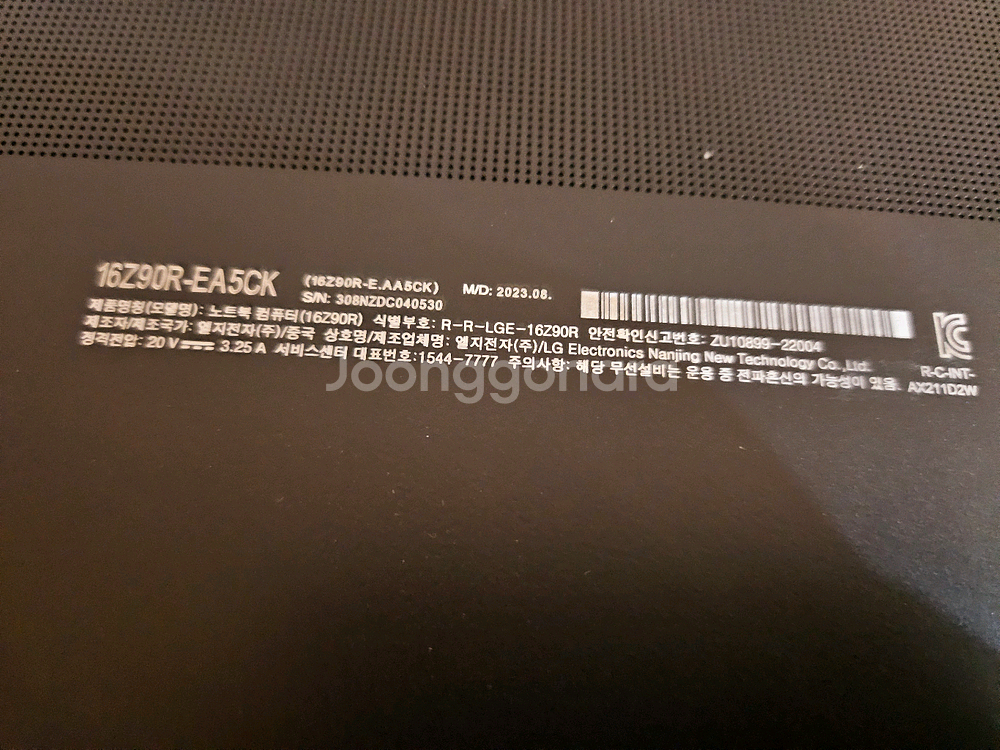 16Z90R-EA5CK (16Z90R-E.AA5CK) M/D: 2023.08.
S/N: 308NZDC040530
제품명칭(모델명): 노트북 컴퓨터(16Z90R) 식별부호: R-R-LGE-16Z90R 안전확인신고번호: ZU10899-22004
제조자/제조국가: 엘지전자(주)/중국 상호명/제조업체명: 엘지전자(주)/LG Electronics Nanjing New Technology Co.,Ltd.
정격전압: 20 V 3.25 A 서비스센터 대표번호:1544-7777 주의사항: 해당 무선설비는 운용 중 전파혼신의 가능성이 있음.
R-C-INT-
AX211D2W
Joonggonara